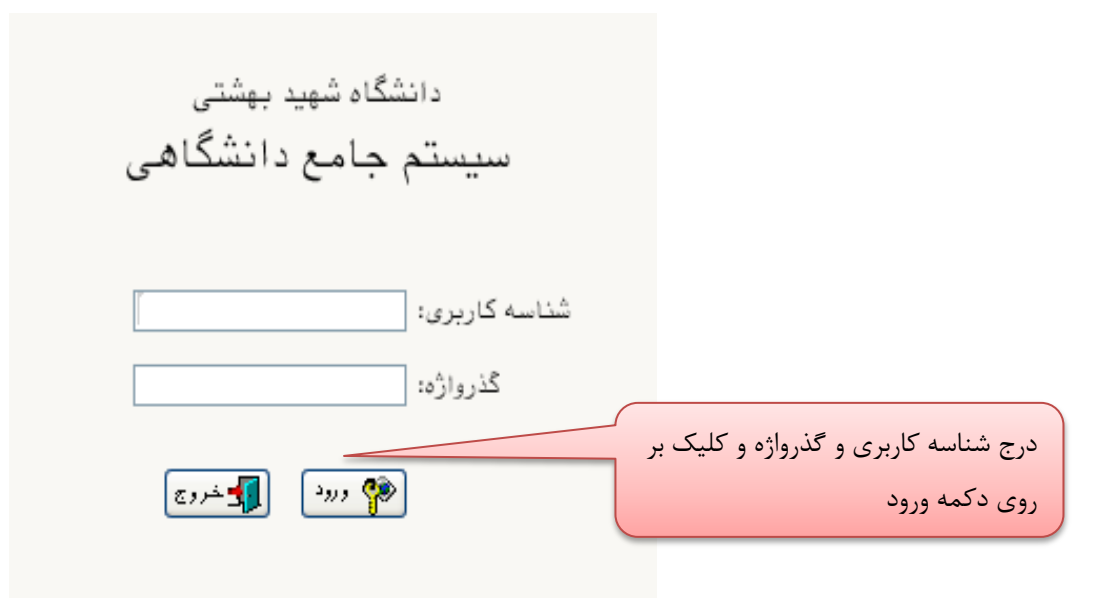 دانشگاه شهید بهشتی
سیستم جامع دانشگاهی
شناسه کاربری:
گذرواژه:
درج شناسه کاربری و گذرواژه و کلیک بر
روی دکمه ورود
ورود
خروج